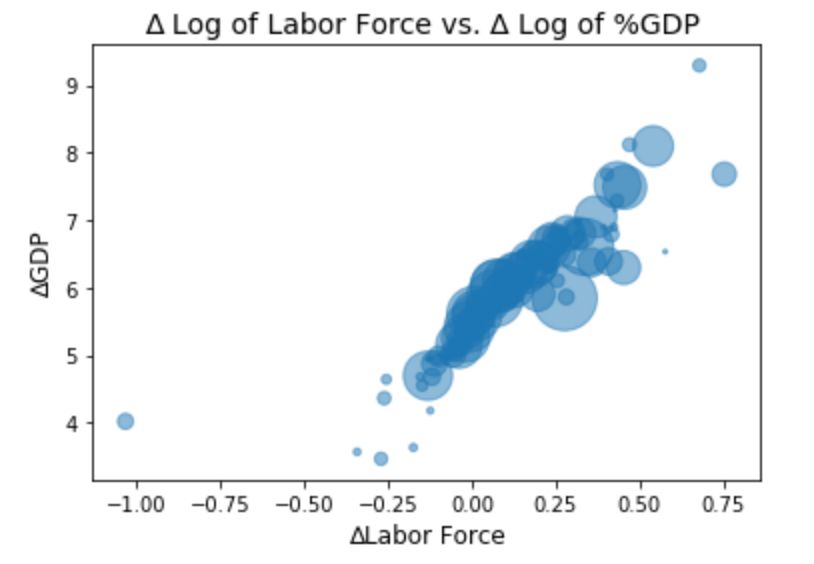 Δ Log of Labor Force vs. Δ Log of %GDP
9
8
7
6
5
4
ΔGDP
−1.00 −0.75 −0.50 −0.25 0.00 0.25 0.50 0.75
ΔLabor Force